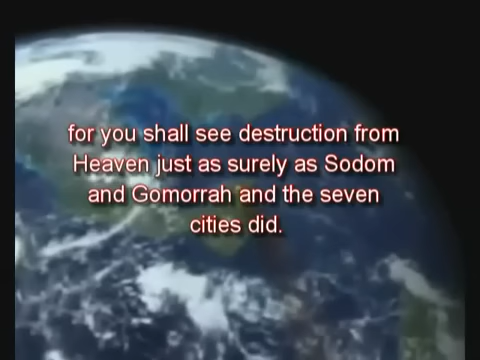 for you shall see destruction from
Heaven just as surely as Sodom
and Gomorrah and the seven
cities did.